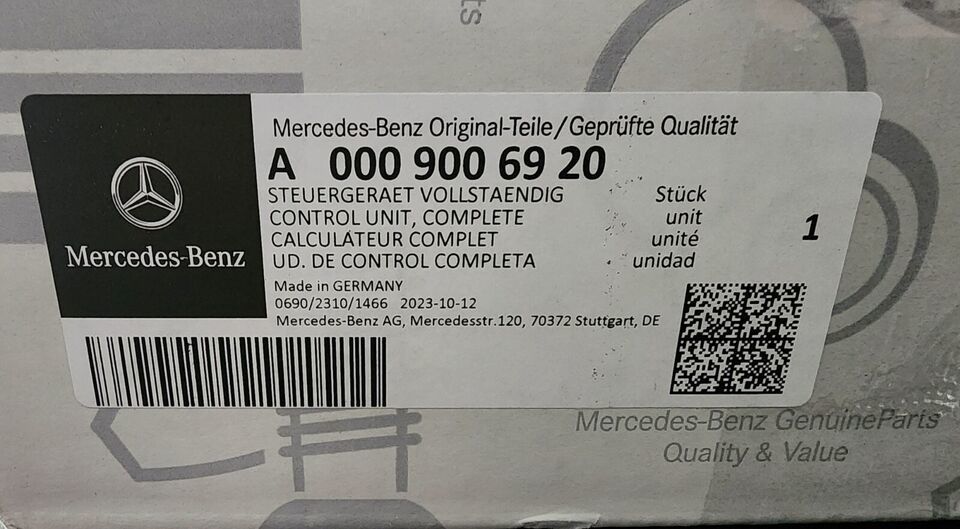 ts
Mercedes-Benz Original-Teile/Geprüfte Qualität
A 000 900 69 20
STEUERGERAET VOLLSTAENDIG Stück
CONTROL UNIT, COMPLETE unit
CALCULATEUR COMPLET unité
UD. DE CONTROL COMPLETA unidad
1
Mercedes-Benz
Made in GERMANY
0690/2310/1466 2023-10-12
Mercedes-Benz AG, Mercedesstr.120, 70372 Stuttgart, DE
Mercedes-Benz GenuineParts
Quality & Value